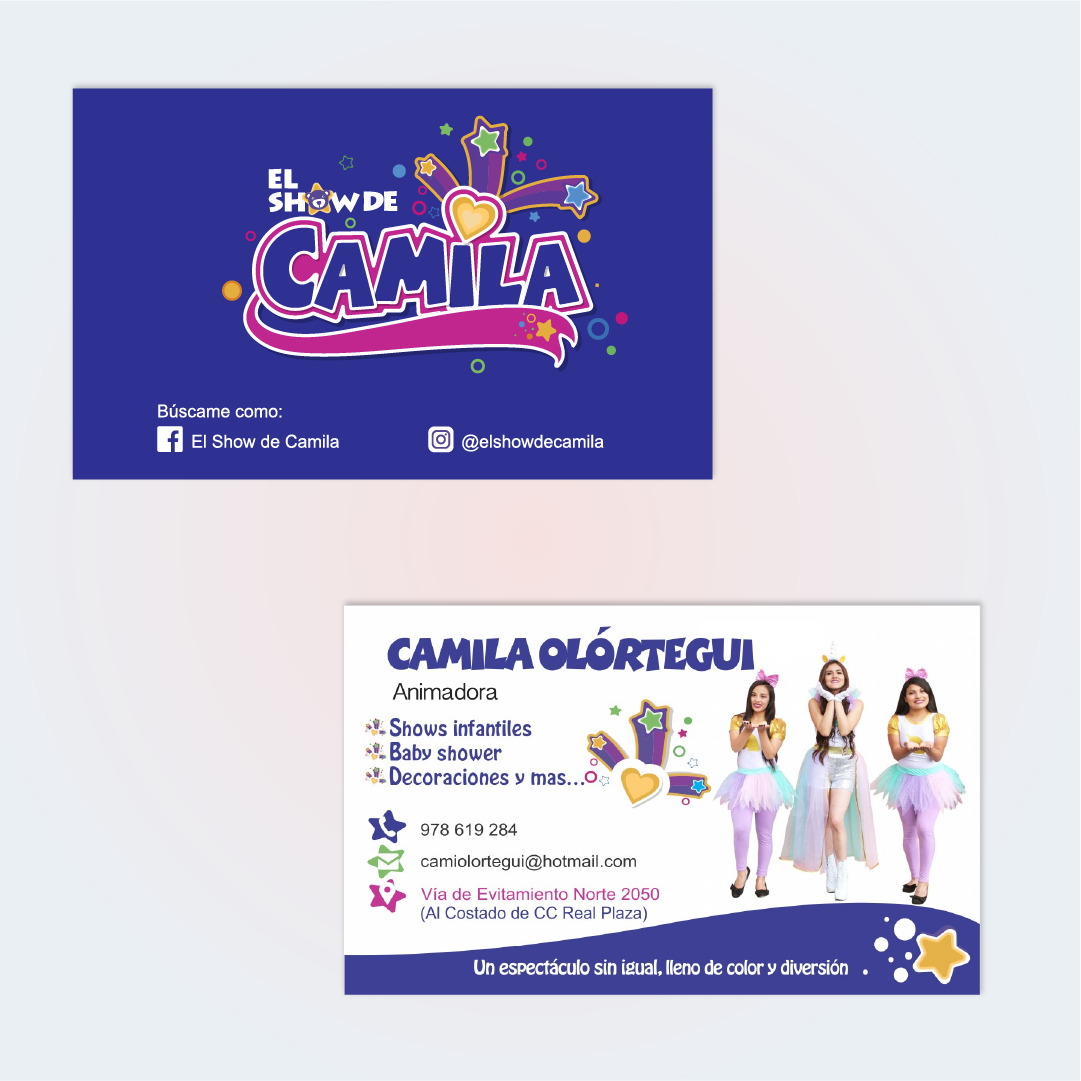 EL
SHOW DE
CAMILA
Búscame como:
El Show de Camila
@elshowdecamila
CAMILA OLÓRTEGUI
Animadora
Shows infantiles
Baby shower
Decoraciones y mas...
978 619 284
camiolortegui@hotmail.com
Vía de Evitamiento Norte 2050
(Al Costado de CC Real Plaza)
Un espectáculo sin igual, lleno de color y diversión